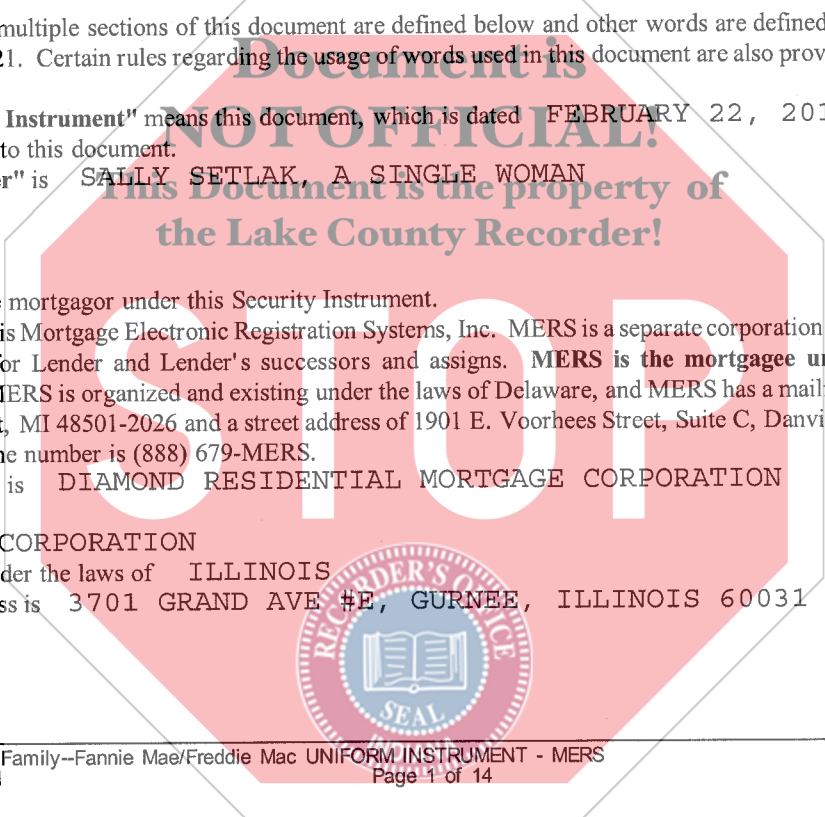 multiple sections of this document are defined below and other words are defined
21. Certain rules regarding the usage of words used in this document are also prov
Document is
Instrument" means this document, which is dated FEBRUARY 22, 201
NOT OFFICIAL!
to this document.
r" is SALLY SETLAK, A SINGLE WOMAN
This Document is the property of
the Lake County Recorder!
mortgagor under this Security Instrument.
is Mortgage Electronic Registration Systems, Inc. MERS is a separate corporation
or Lender and Lender's successors and assigns. MERS is the mortgagee un
MERS is organized and existing under the laws of Delaware, and MERS has a mail
t, MI 48501-2026 and a street address of 1901 E. Voorhees Street, Suite C, Danvi
ne number is (888) 679-MERS.
STOP
is DIAMOND RESIDENTIAL MORTGAGE CORPORATION
CORPORATION
der the laws of ILLINOIS
ss is 3701 GRAND AVE #E, GURNEE, ILLINOIS 60031
RECORDER'S OFFICE
SEAL
INDIANA
Family--Fannie Mae/Freddie Mac UNIFORM INSTRUMENT - MERS
Page 1 of 14